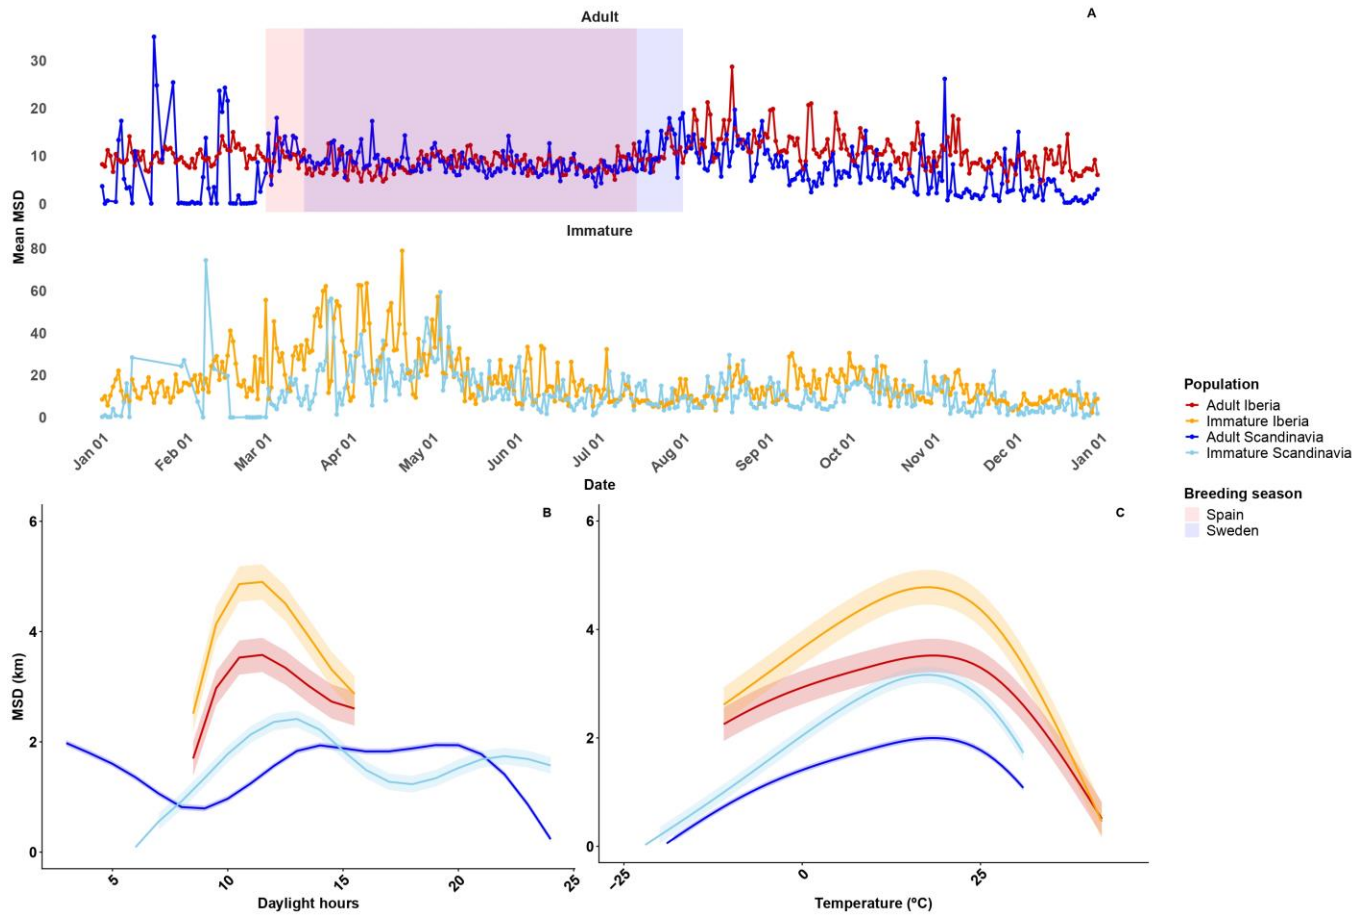 Adult
A
30
20
10
0
Mean MSD
Immature
80
60
40
20
0
Jan 01
Feb 01
Mar 01
Apr 01
May 01
Jun 01
Jul 01
Aug 01
Sep 01
Oct 01
Nov 01
Dec 01
Jan 01
Date
Population
Adult Iberia
Immature Iberia
Adult Scandinavia
Immature Scandinavia
Breeding season
Spain
Sweden
B
6
4
2
0
MSD (km)
5
10
15
20
25
Daylight hours
C
6
4
2
0
−25
0
25
Temperature (ºC)